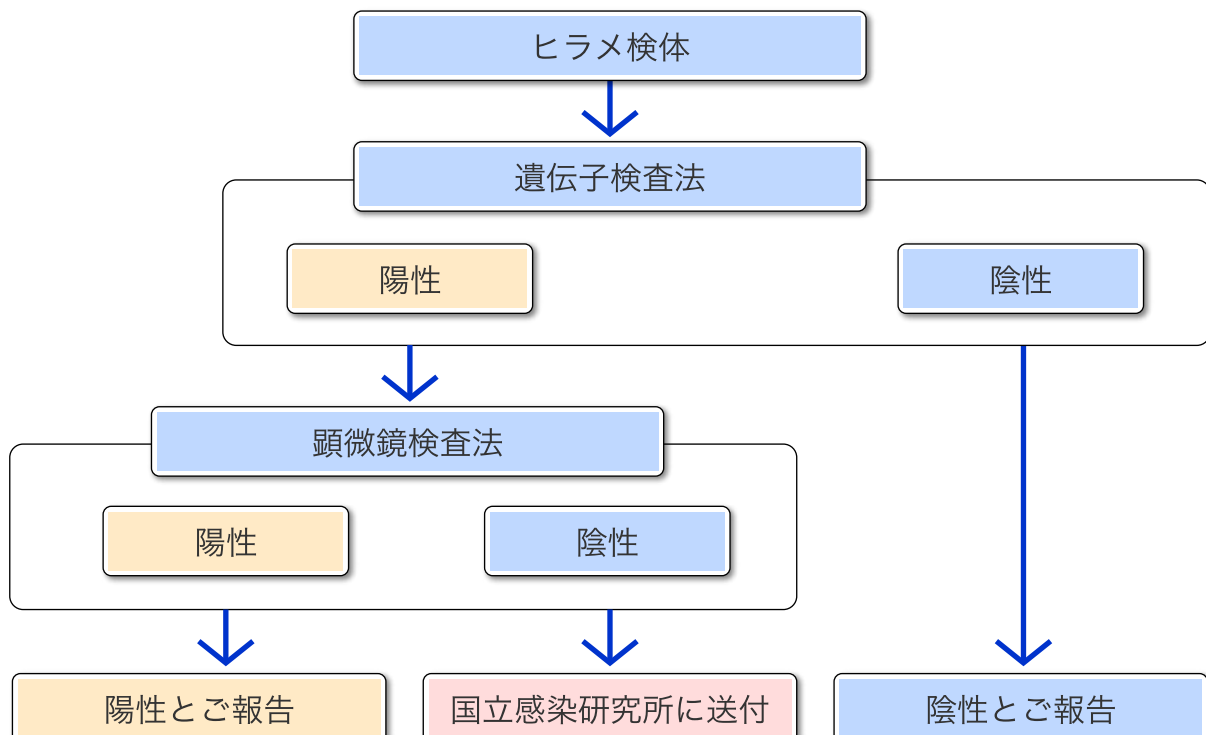 ヒラメ検体
遺伝子検査法
陽性
陰性
顕微鏡検査法
陽性
陰性
陽性とご報告
国立感染研究所に送付
陰性とご報告